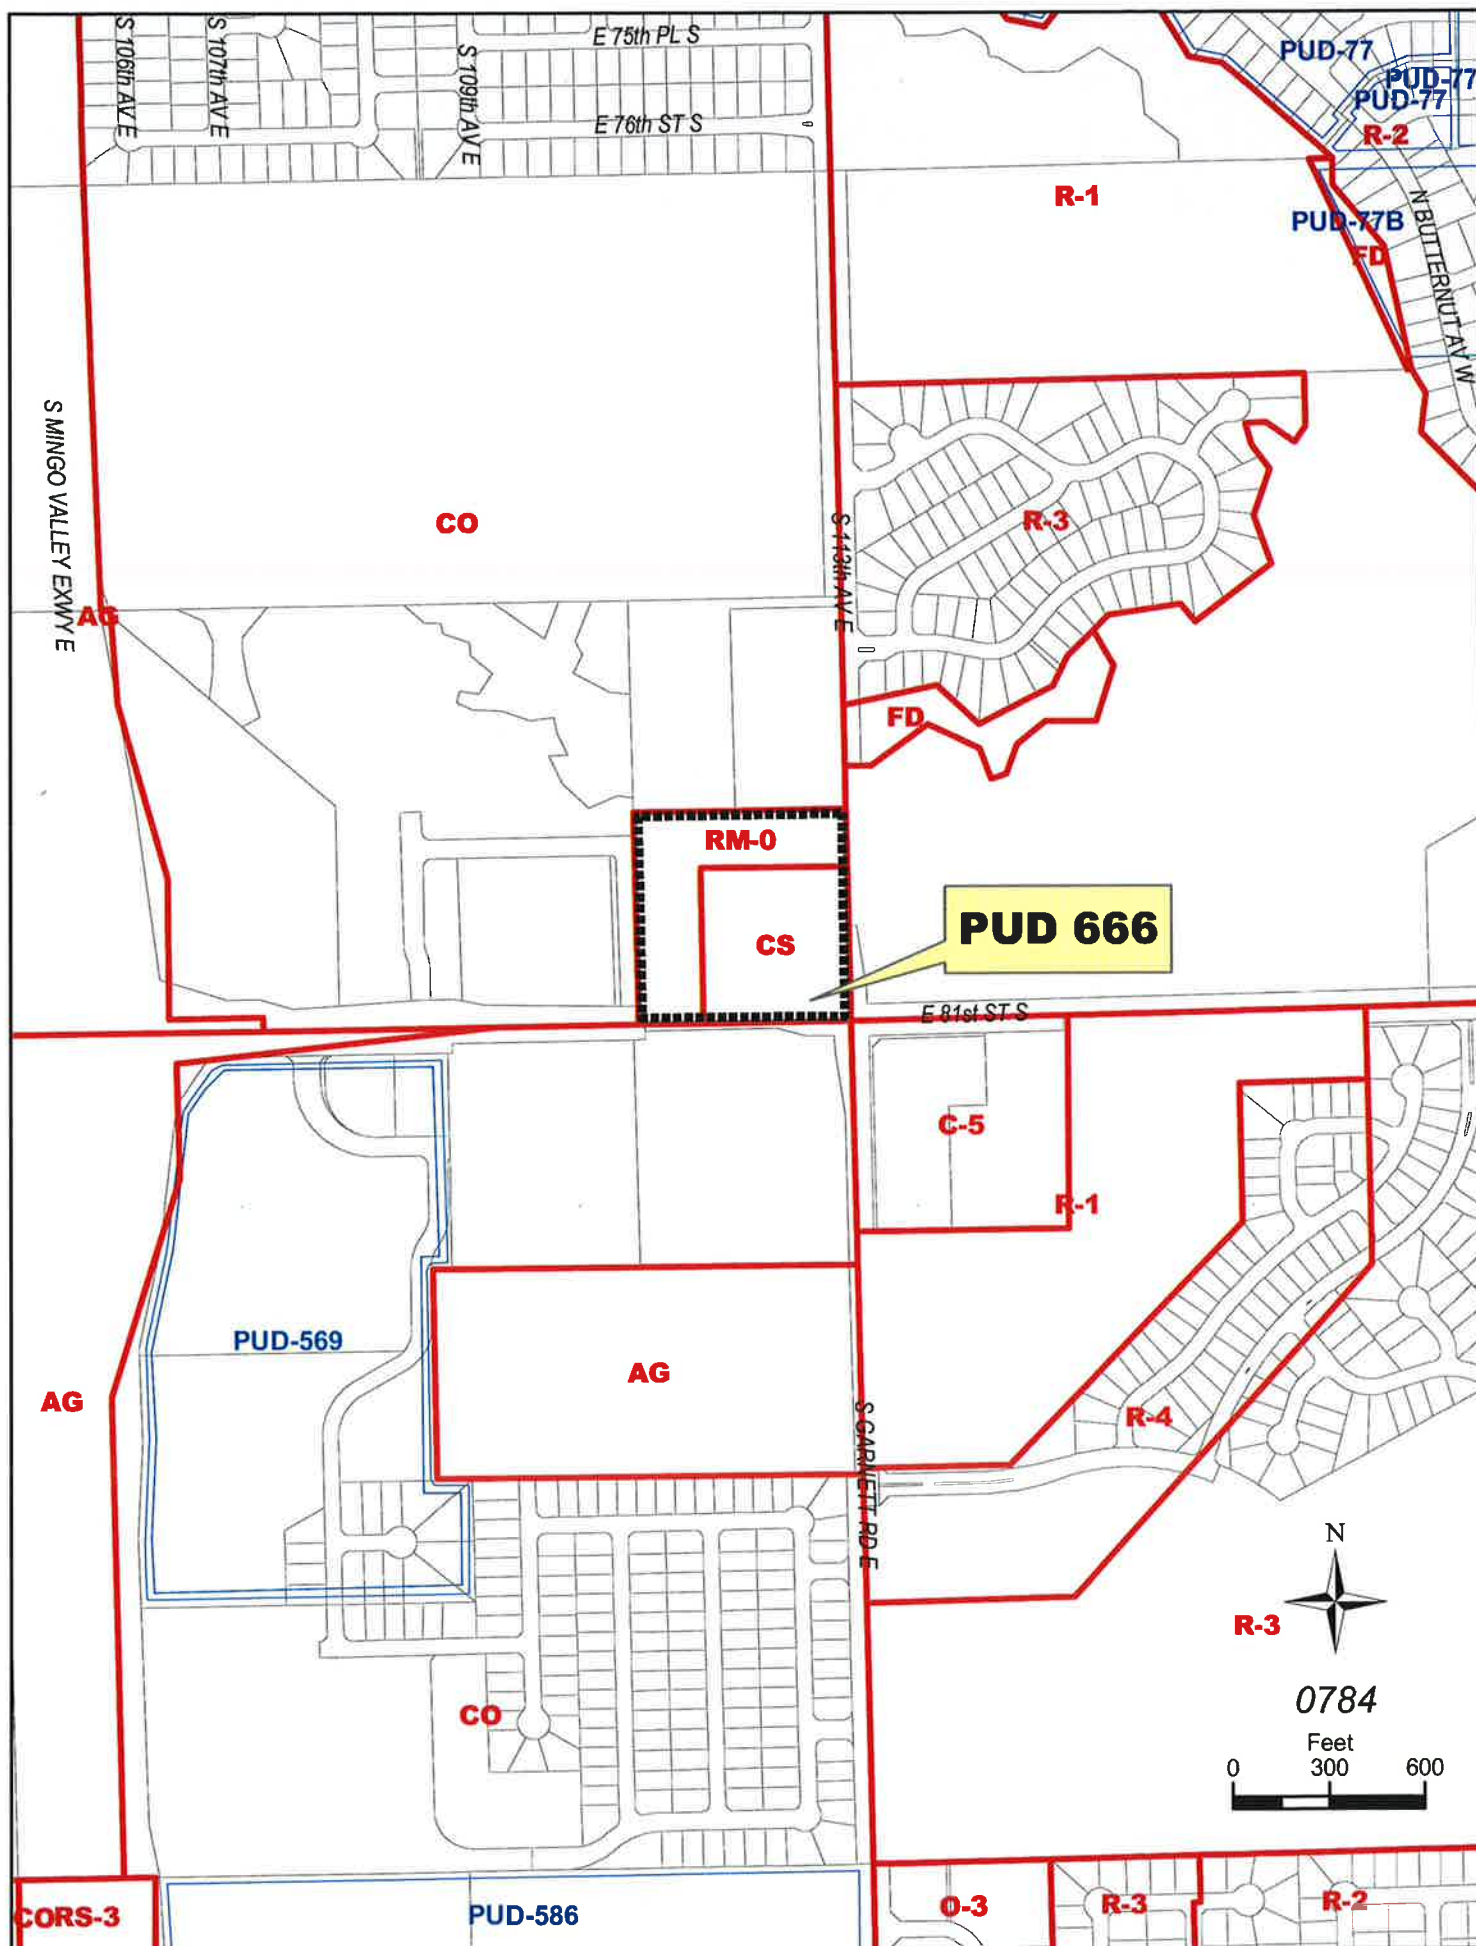 S 106th AV E
S 107th AV E
S 109th AV E
E 75th PL S
E 76th ST S
PUD-77
PUD-77
PUD-77
R-2
R-1
PUD-77B
FD
N BUTTERNUT AV W
S MINGO VALLEY EXWY E
CO
S 113th AV E
R-3
AG
FD
RM-0
PUD 666
CS
E 81st ST S
C-5
R-1
PUD-569
AG
AG
S GARNETT RD E
R-4
N
R-3
0784
Feet
0 300 600
CO
CORS-3
PUD-586
O-3
R-3
R-2